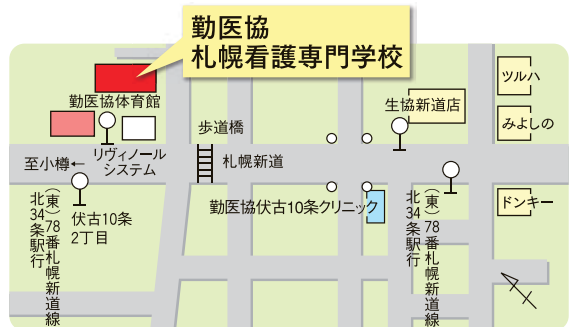 勤医協
札幌看護専門学校
勤医協体育館
リヴィノール
システム
歩道橋
札幌新道
至小樽←
伏古10条
2丁目
(東)78番札幌新道線
北34条駅行
生協新道店
ツルハ
みよしの
ドンキー
勤医協伏古10条クリニック
(東)78番札幌新道線
北34条駅行